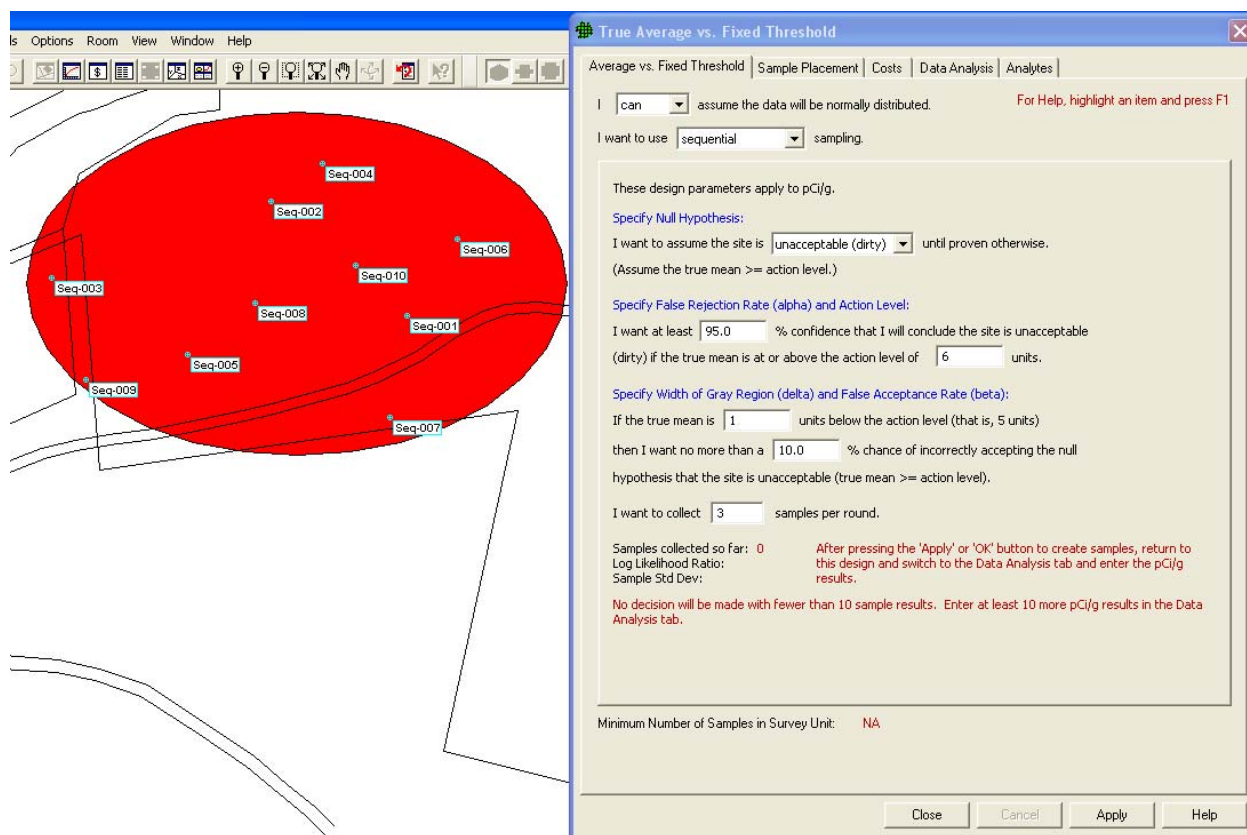 ls Options Room View Window Help
Seq-004
Seq-002
Seq-006
Seq-010
Seq-003
Seq-008
Seq-001
Seq-005
Seq-009
Seq-007
True Average vs. Fixed Threshold
Average vs. Fixed Threshold Sample Placement Costs Data Analysis Analytes
I can assume the data will be normally distributed. For Help, highlight an item and press F1
I want to use sequential sampling.
These design parameters apply to pCi/g.
Specify Null Hypothesis:
I want to assume the site is unacceptable (dirty) until proven otherwise.
(Assume the true mean >= action level.)
Specify False Rejection Rate (alpha) and Action Level:
I want at least 95.0 % confidence that I will conclude the site is unacceptable
(dirty) if the true mean is at or above the action level of 6 units.
Specify Width of Gray Region (delta) and False Acceptance Rate (beta):
If the true mean is 1 units below the action level (that is, 5 units)
then I want no more than a 10.0 % chance of incorrectly accepting the null
hypothesis that the site is unacceptable (true mean >= action level).
I want to collect 3 samples per round.
Samples collected so far: 0 After pressing the 'Apply' or 'OK' button to create samples, return to
Log Likelihood Ratio: this design and switch to the Data Analysis tab and enter the pCi/g
Sample Std Dev: results.
No decision will be made with fewer than 10 sample results. Enter at least 10 more pCi/g results in the Data
Analysis tab.
Minimum Number of Samples in Survey Unit: NA
Close Cancel Apply Help